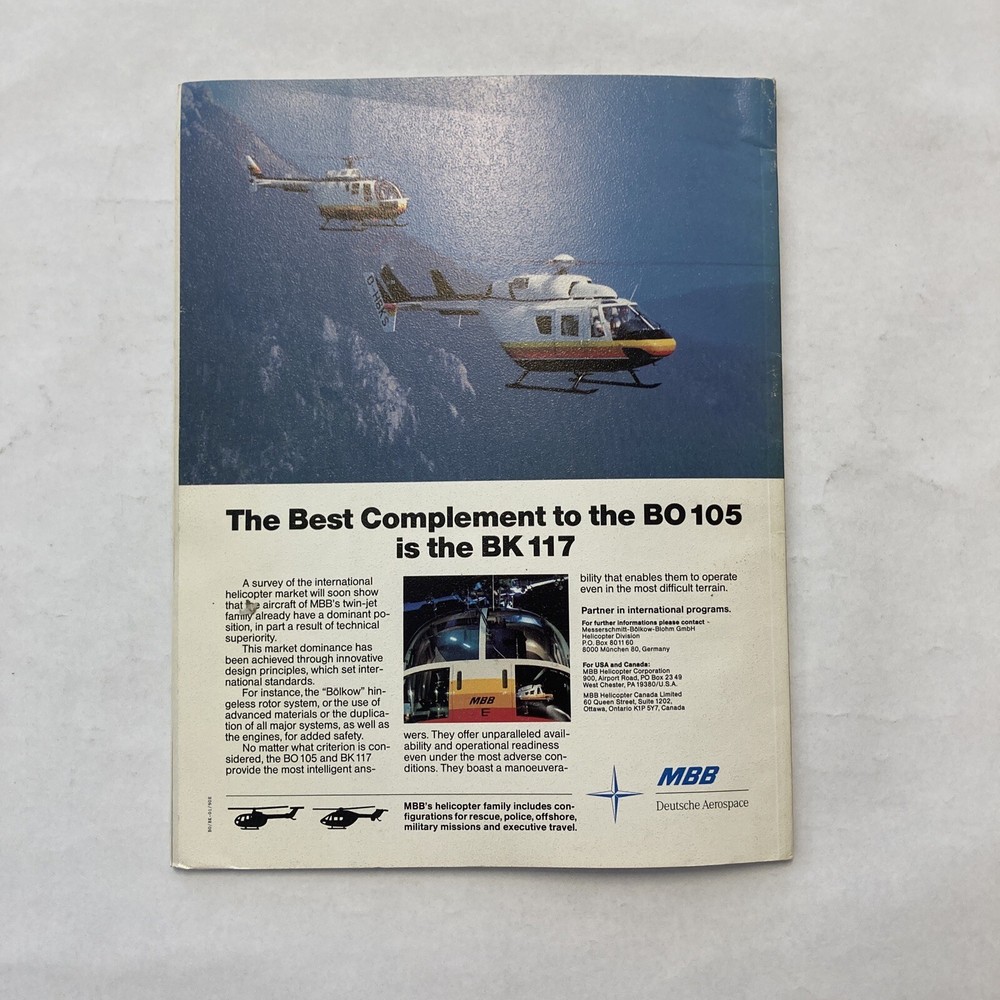 D-HBKS
The Best Complement to the BO 105
is the BK 117
A survey of the international
helicopter market will soon show
that aircraft of MBB's twin-jet
family already have a dominant po-
sition, in part a result of technical
superiority.
This market dominance has
been achieved through innovative
design principles, which set inter-
national standards.
For instance, the "Bölkow" hin-
geless rotor system, or the use of
advanced materials or the duplica-
tion of all major systems, as well as
the engines, for added safety.
No matter what criterion is con-
sidered, the BO 105 and BK 117
provide the most intelligent ans-
MBB
wers. They offer unparalleled avail-
ability and operational readiness
even under the most adverse con-
ditions. They boast a manoeuvera-
bility that enables them to operate
even in the most difficult terrain.
Partner in international programs.
For further informations please contact -
Messerschmitt-Bölkow-Blohm GmbH
Helicopter Division
P.O. Box 80 11 60
8000 München 80, Germany
For USA and Canada:
MBB Helicopter Corporation
900, Airport Road, PO Box 23 49
West Chester, PA 19380/U.S.A.
MBB Helicopter Canada Limited
60 Queen Street, Suite 1202,
Ottawa, Ontario K1P 5Y7, Canada
MBB's helicopter family includes con-
figurations for rescue, police, offshore,
military missions and executive travel.
MBB
Deutsche Aerospace